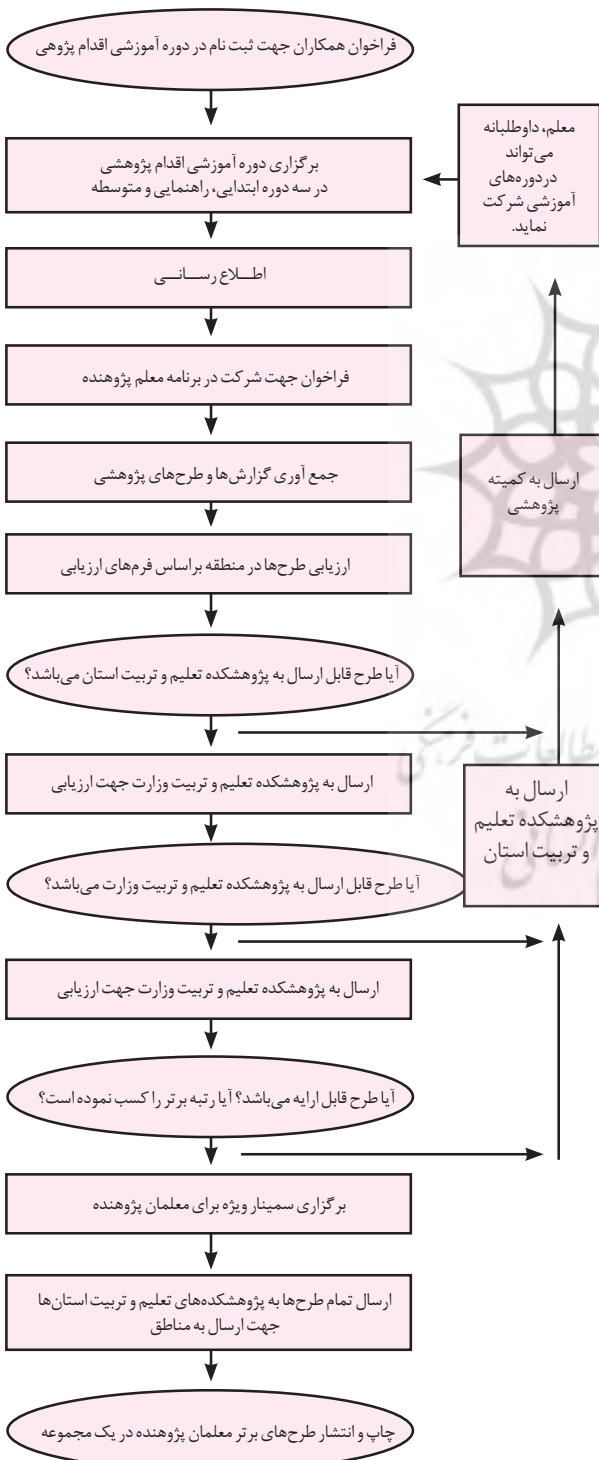 فراخوان همکاران جهت ثبت نام در دوره آموزشی اقدام پژوهی
معلم، داوطلبانه
می‌تواند
در دوره‌های
آموزشی شرکت
نماید.
برگزاری دوره آموزشی اقدام پژوهشی
در سه دوره ابتدایی، راهنمایی و متوسطه
اطـلاع رسـانـی
فراخوان جهت شرکت در برنامه معلم پژوهنده
جمع آوری گزارش‌ها و طرح‌های پژوهشی
ارسال به کمیته
پژوهشی
ارزیابی طرح‌ها در منطقه براساس فرم‌های ارزیابی
آیا طرح قابل ارسال به پژوهشکده تعلیم و تربیت استان می‌باشد؟
ارسال به پژوهشکده تعلیم و تربیت وزارت جهت ارزیابی
ارسال به
پژوهشکده تعلیم
و تربیت استان
آیا طرح قابل ارسال به پژوهشکده تعلیم و تربیت وزارت می‌باشد؟
ارسال به پژوهشکده تعلیم و تربیت وزارت جهت ارزیابی
آیا طرح قابل ارایه می‌باشد؟ آیا رتبه برتر را کسب نموده است؟
برگزاری سمینار ویژه برای معلمان پژوهنده
ارسال تمام طرح‌ها به پژوهشکده‌های تعلیم و تربیت استان‌ها
جهت ارسال به مناطق
چاپ و انتشار طرح‌های برتر معلمان پژوهنده در یک مجموعه